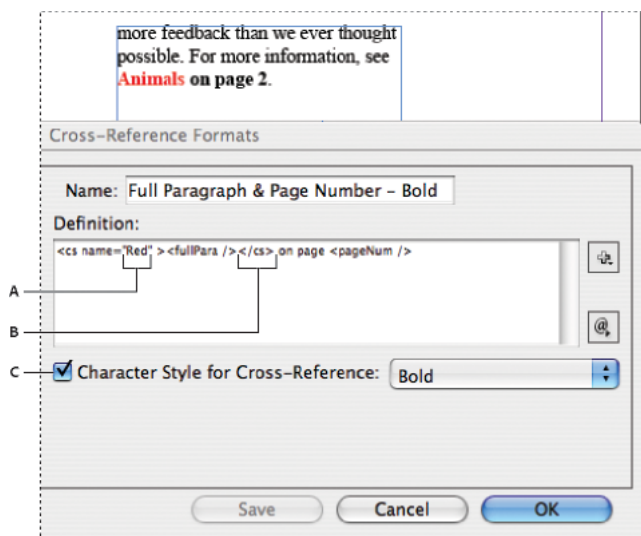 more feedback than we ever thought
possible. For more information, see
Animals on page 2.
Cross-Reference Formats
Name: Full Paragraph & Page Number - Bold
Definition:
<cs name="Red" ><fullPara /></cs> on page <pageNum />
A
B
@
C Character Style for Cross-Reference: Bold
Save Cancel OK